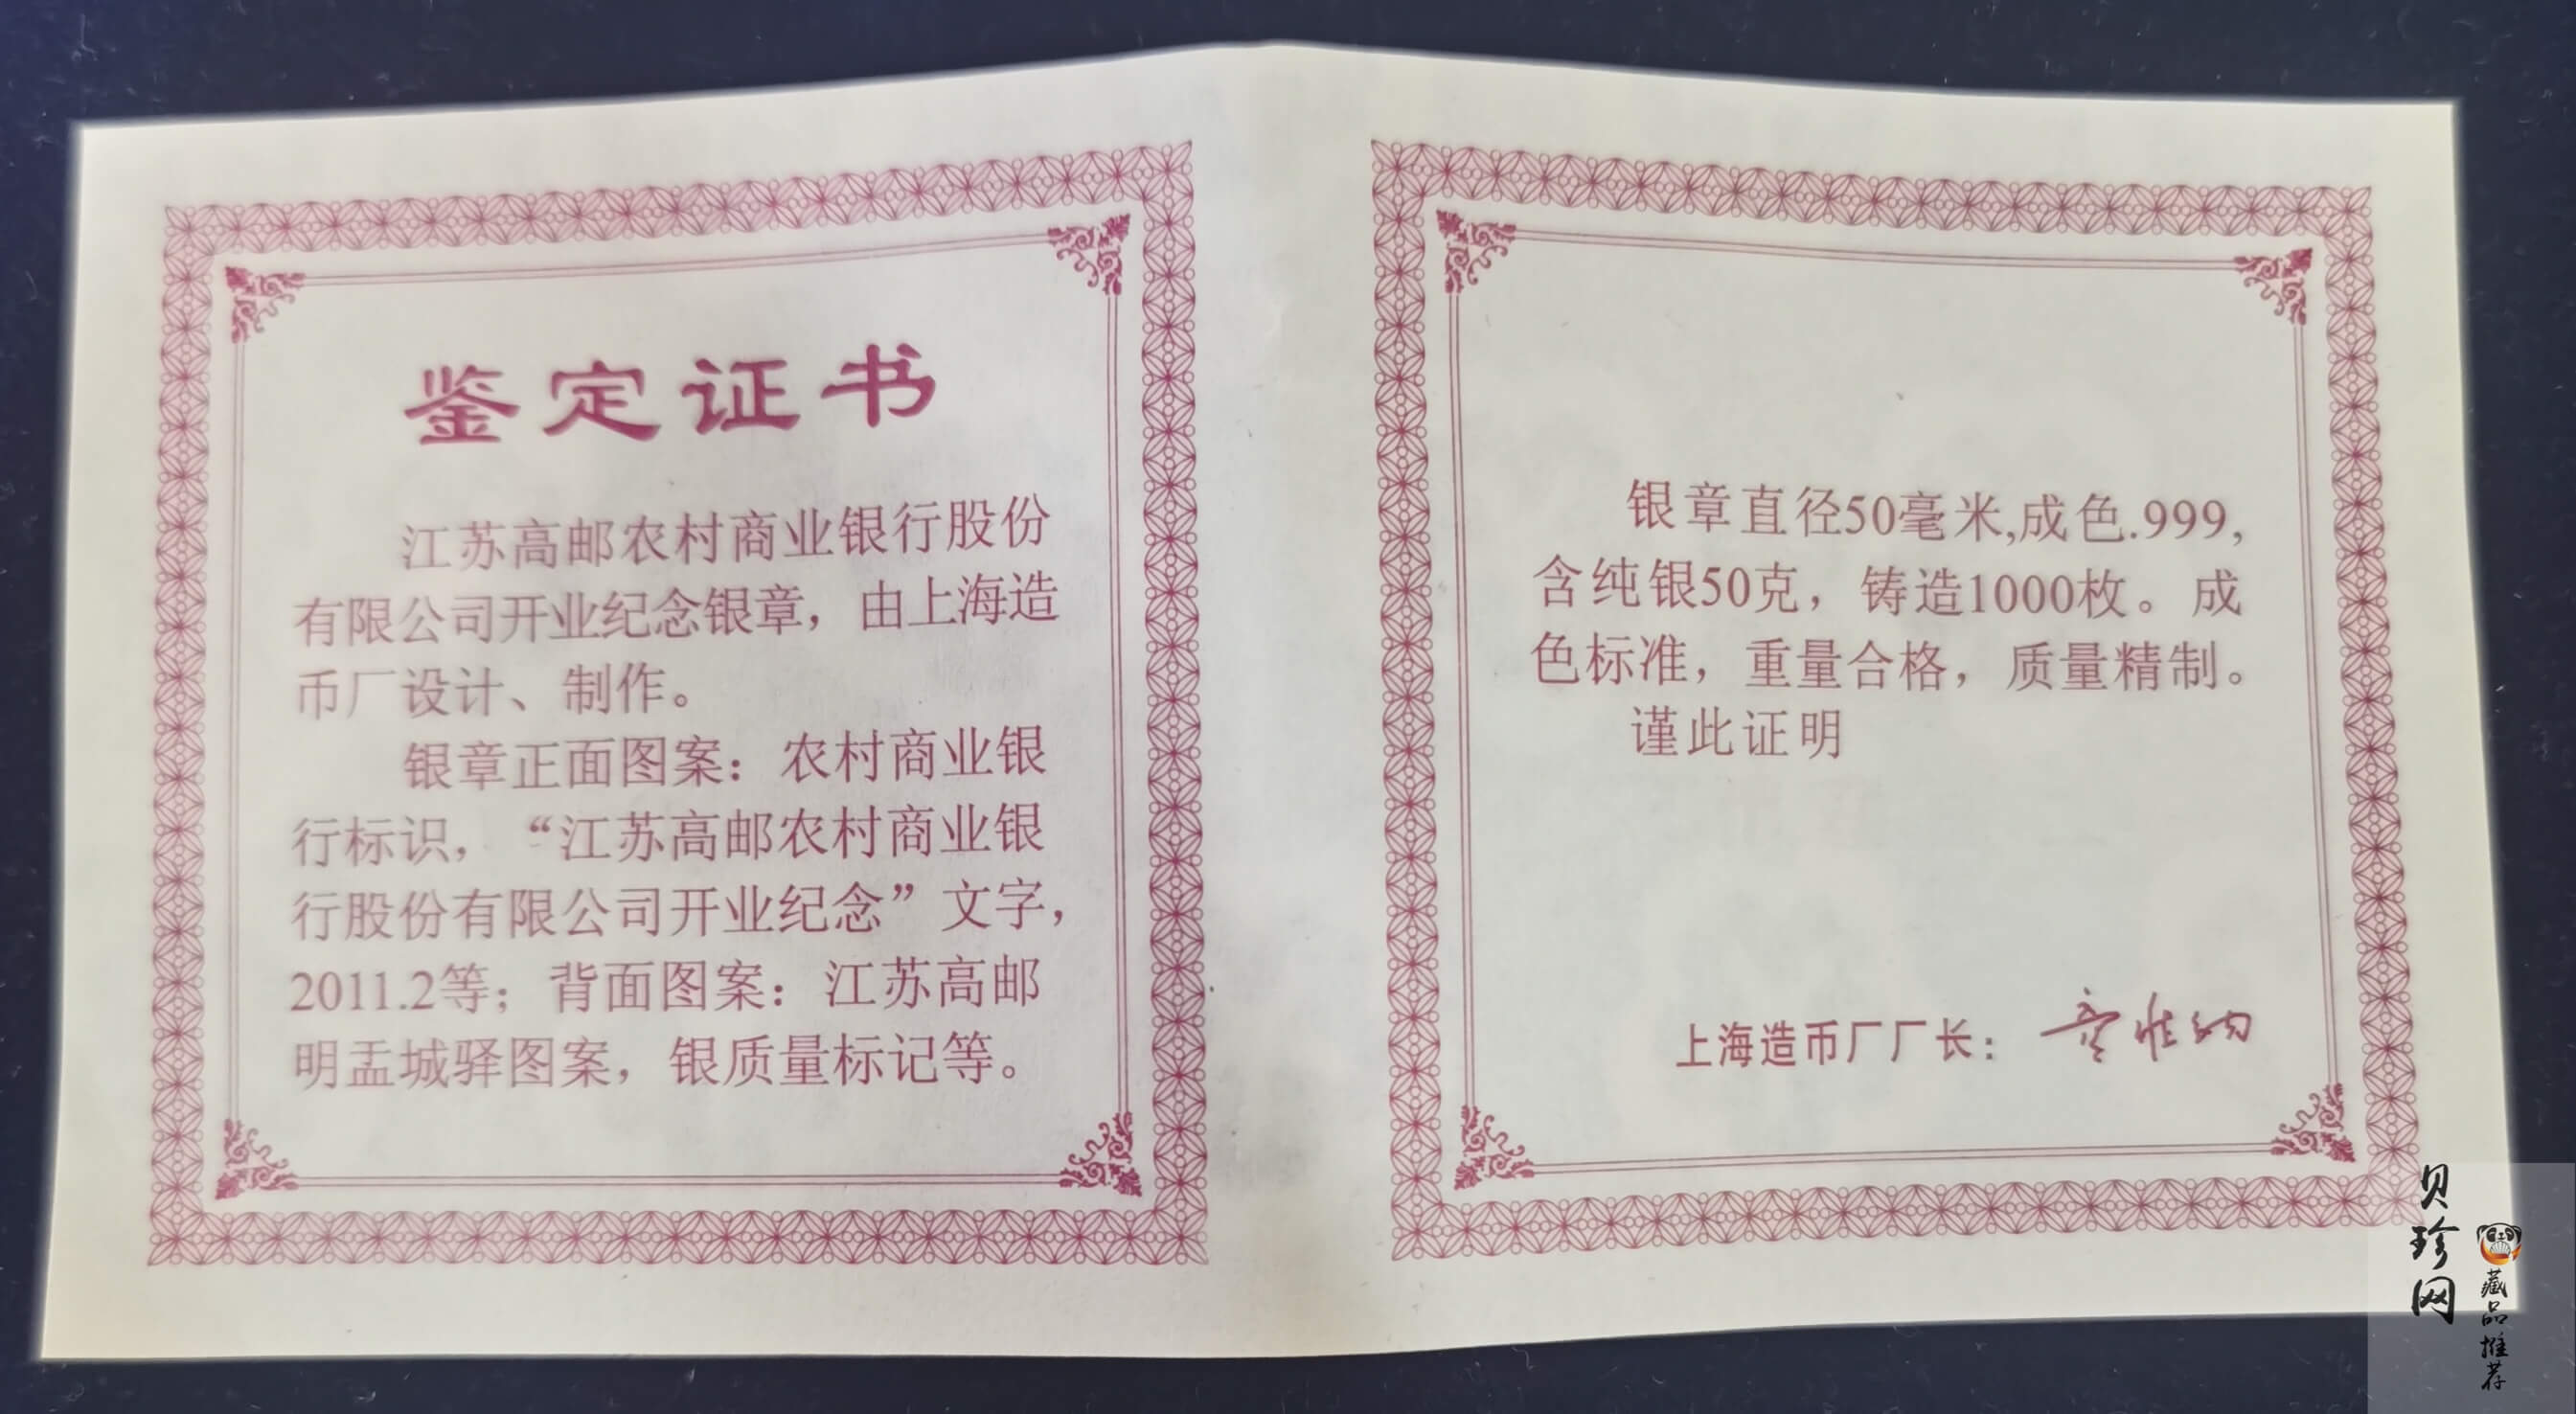 鉴定证书
江苏高邮农村商业银行股份
有限公司开业纪念银章，由上海造
币厂设计、制作。
银章正面图案：农村商业银
行标识，“江苏高邮农村商业银
行股份有限公司开业纪念”文字，
2011.2等；背面图案：江苏高邮
明盂城驿图案，银质量标记等。
银章直径50毫米,成色.999,
含纯银50克，铸造1000枚。成
色标准，重量合格，质量精制。
谨此证明
上海造币厂厂长：
贝珍网
藏品推荐